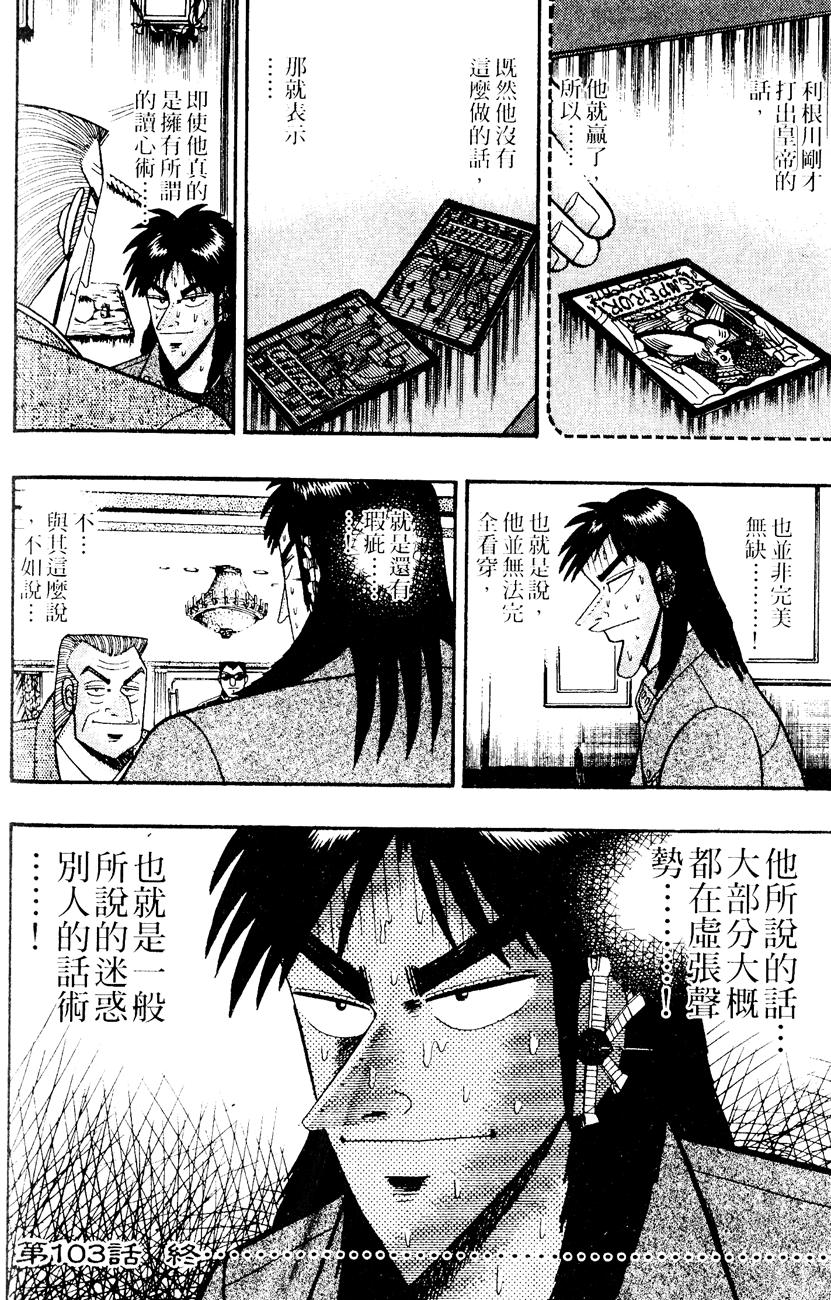 利根川剛才
打出皇帝的
話，
他就贏了，
所以……
EMPEROR
既然他沒有
這麼做的話，
那就表示
……
即使他真的
是擁有所謂
的讀心術…
也並非完美
無缺………！
也就是說，
他並無法完
全看穿，
就是還有
瑕疵……
…！
不…
與其這麼說
，不如說…
他所說的話…
大部分大概
都在虛張聲
勢…………！
也就是一般
所說的迷惑
別人的話術
……！
第103話 終